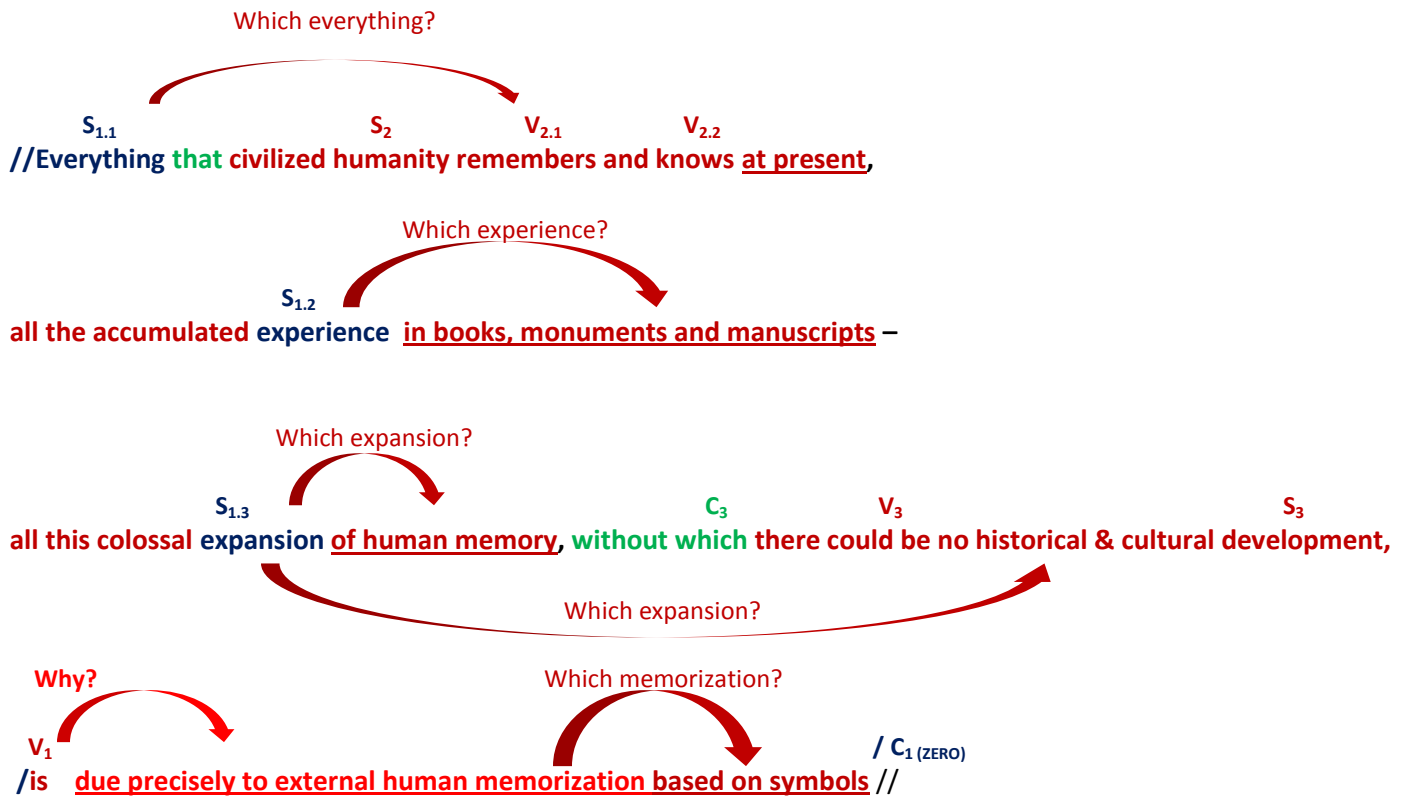 Which everything?
S1.1 S2 V2.1 V2.2
//Everything that civilized humanity remembers and knows at present,
Which experience?
S1.2
all the accumulated experience in books, monuments and manuscripts –
Which expansion?
S1.3 C3 V3 S3
all this colossal expansion of human memory, without which there could be no historical & cultural development,
Which expansion?
Why? Which memorization?
V1 / C1 (ZERO)
/is due precisely to external human memorization based on symbols //